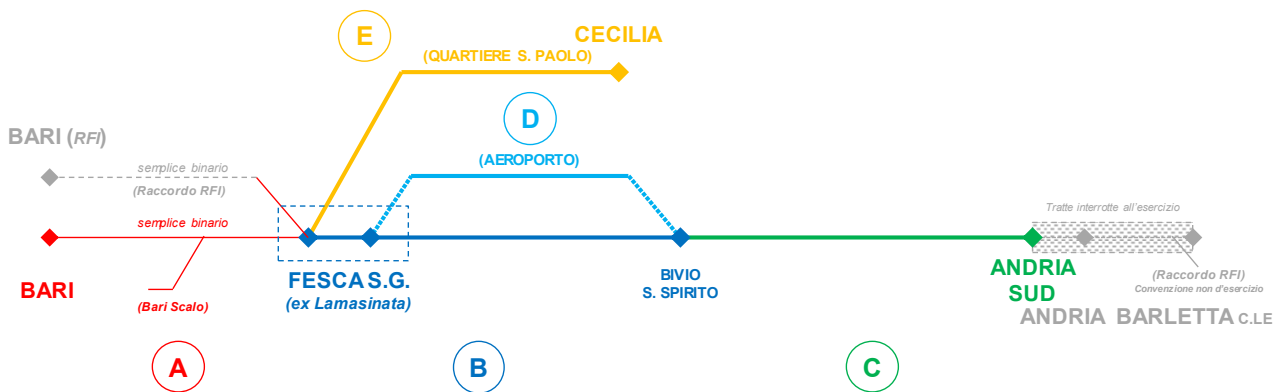 E
CECILIA
(QUARTIERE S. PAOLO)
D
(AEROPORTO)
BARI (RFI)
semplice binario
(Raccordo RFI)
semplice binario
Tratte interrotte all'esercizio
BARI
(Bari Scalo)
FESCA S.G.
(ex Lamasinata)
BIVIO
S. SPIRITO
ANDRIA
SUD
(Raccordo RFI)
Convenzione non d'esercizio
ANDRIA BARLETTA C.LE
A
B
C